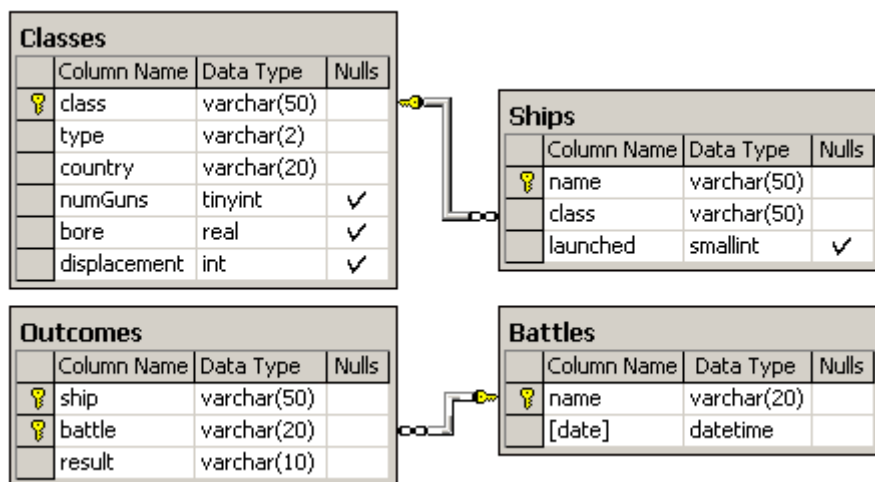 Classes
Column Name Data Type Nulls
class varchar(50)
type varchar(2)
country varchar(20)
numGuns tinyint
bore real
displacement int
Ships
Column Name Data Type Nulls
name varchar(50)
class varchar(50)
launched smallint
Outcomes
Column Name Data Type Nulls
ship varchar(50)
battle varchar(20)
result varchar(10)
Battles
Column Name Data Type Nulls
name varchar(20)
[date] datetime